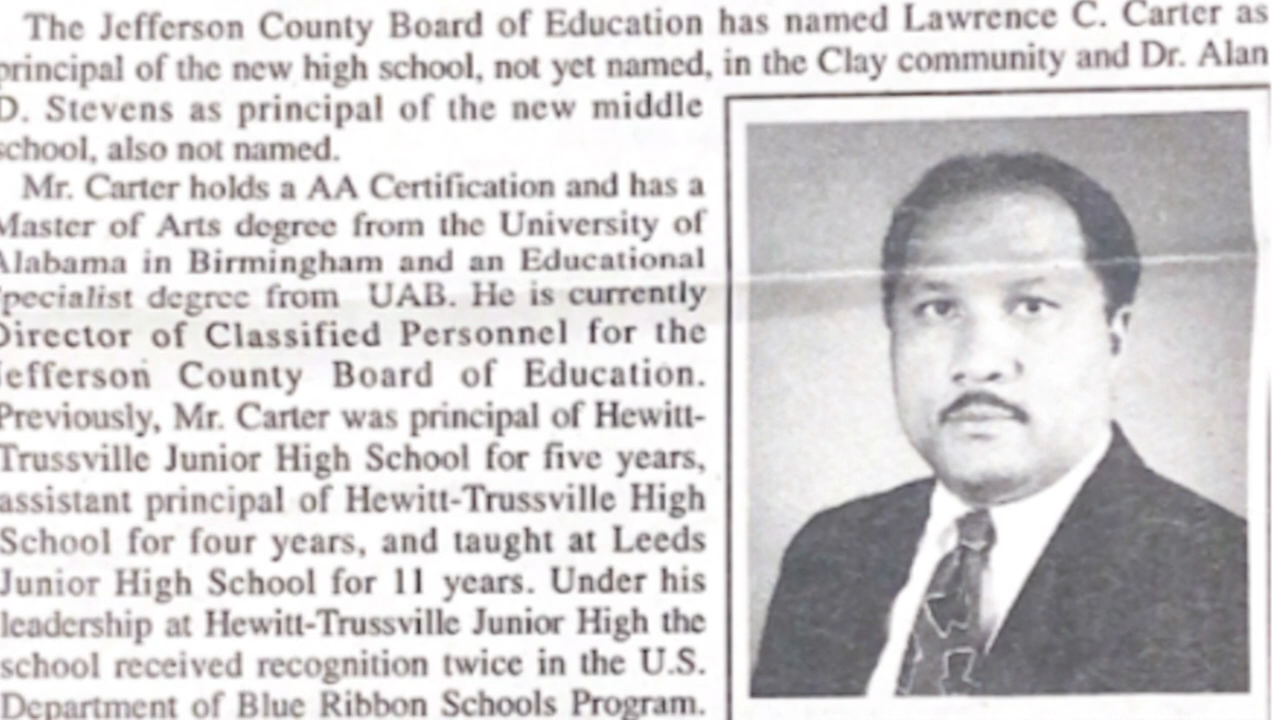 The Jefferson County Board of Education has named Lawrence C. Carter as
principal of the new high school, not yet named, in the Clay community and Dr. Alan
D. Stevens as principal of the new middle
school, also not named.
Mr. Carter holds a AA Certification and has a
Master of Arts degree from the University of
Alabama in Birmingham and an Educational
Specialist degree from UAB. He is currently
Director of Classified Personnel for the
Jefferson County Board of Education.
Previously, Mr. Carter was principal of Hewitt-
Trussville Junior High School for five years,
assistant principal of Hewitt-Trussville High
School for four years, and taught at Leeds
Junior High School for 11 years. Under his
leadership at Hewitt-Trussville Junior High the
school received recognition twice in the U.S.
Department of Blue Ribbon Schools Program.